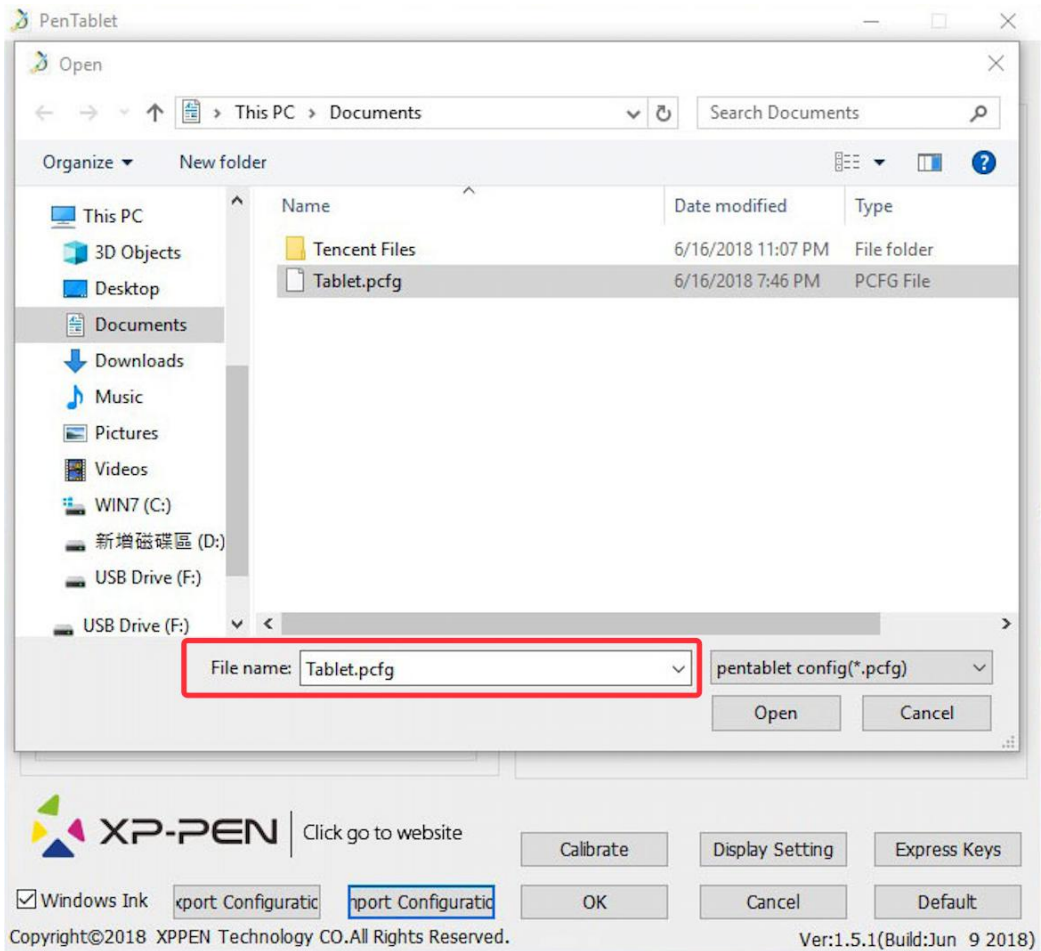 PenTablet
Open
This PC > Documents
Search Documents
Organize
New folder
Name
Date modified
Type
This PC
3D Objects
Desktop
Documents
Downloads
Music
Pictures
Videos
WIN7 (C:)
新增磁碟區 (D:)
USB Drive (F:)
USB Drive (F:)
Tencent Files 6/16/2018 11:07 PM File folder
Tablet.pcfg 6/16/2018 7:46 PM PCFG File
File name: Tablet.pcfg
pentablet config(*.pcfg)
Open
Cancel
XP-PEN
Click go to website
Calibrate
Display Setting
Express Keys
Windows Ink
xport Configuratic
nport Configuratio
OK
Cancel
Default
Copyright©2018 XPPEN Technology CO.All Rights Reserved.
Ver:1.5.1(Build:Jun 9 2018)